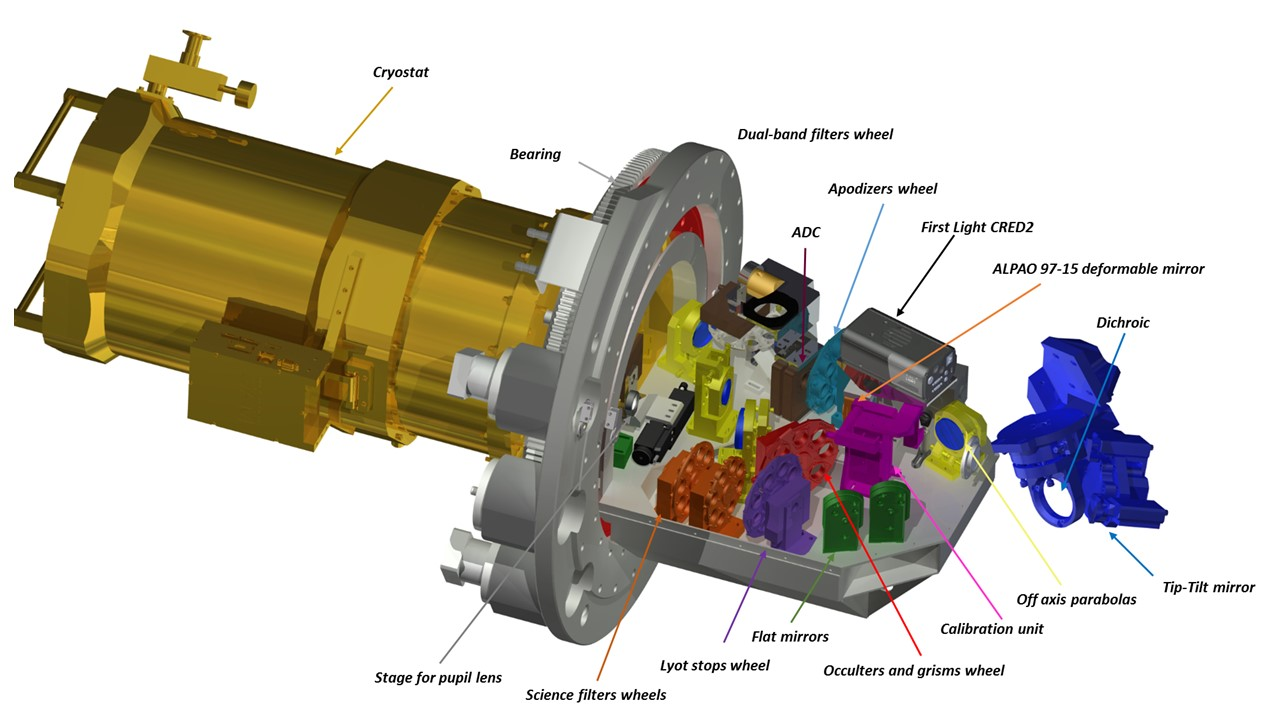 Cryostat
Dual-band filters wheel
Bearing
Apodizers wheel
First Light CRED2
ADC
ALPAO 97-15 deformable mirror
Dichroic
Tip-Tilt mirror
Off axis parabolas
Calibration unit
Flat mirrors
Lyot stops wheel
Occulters and grisms wheel
Stage for pupil lens
Science filters wheels